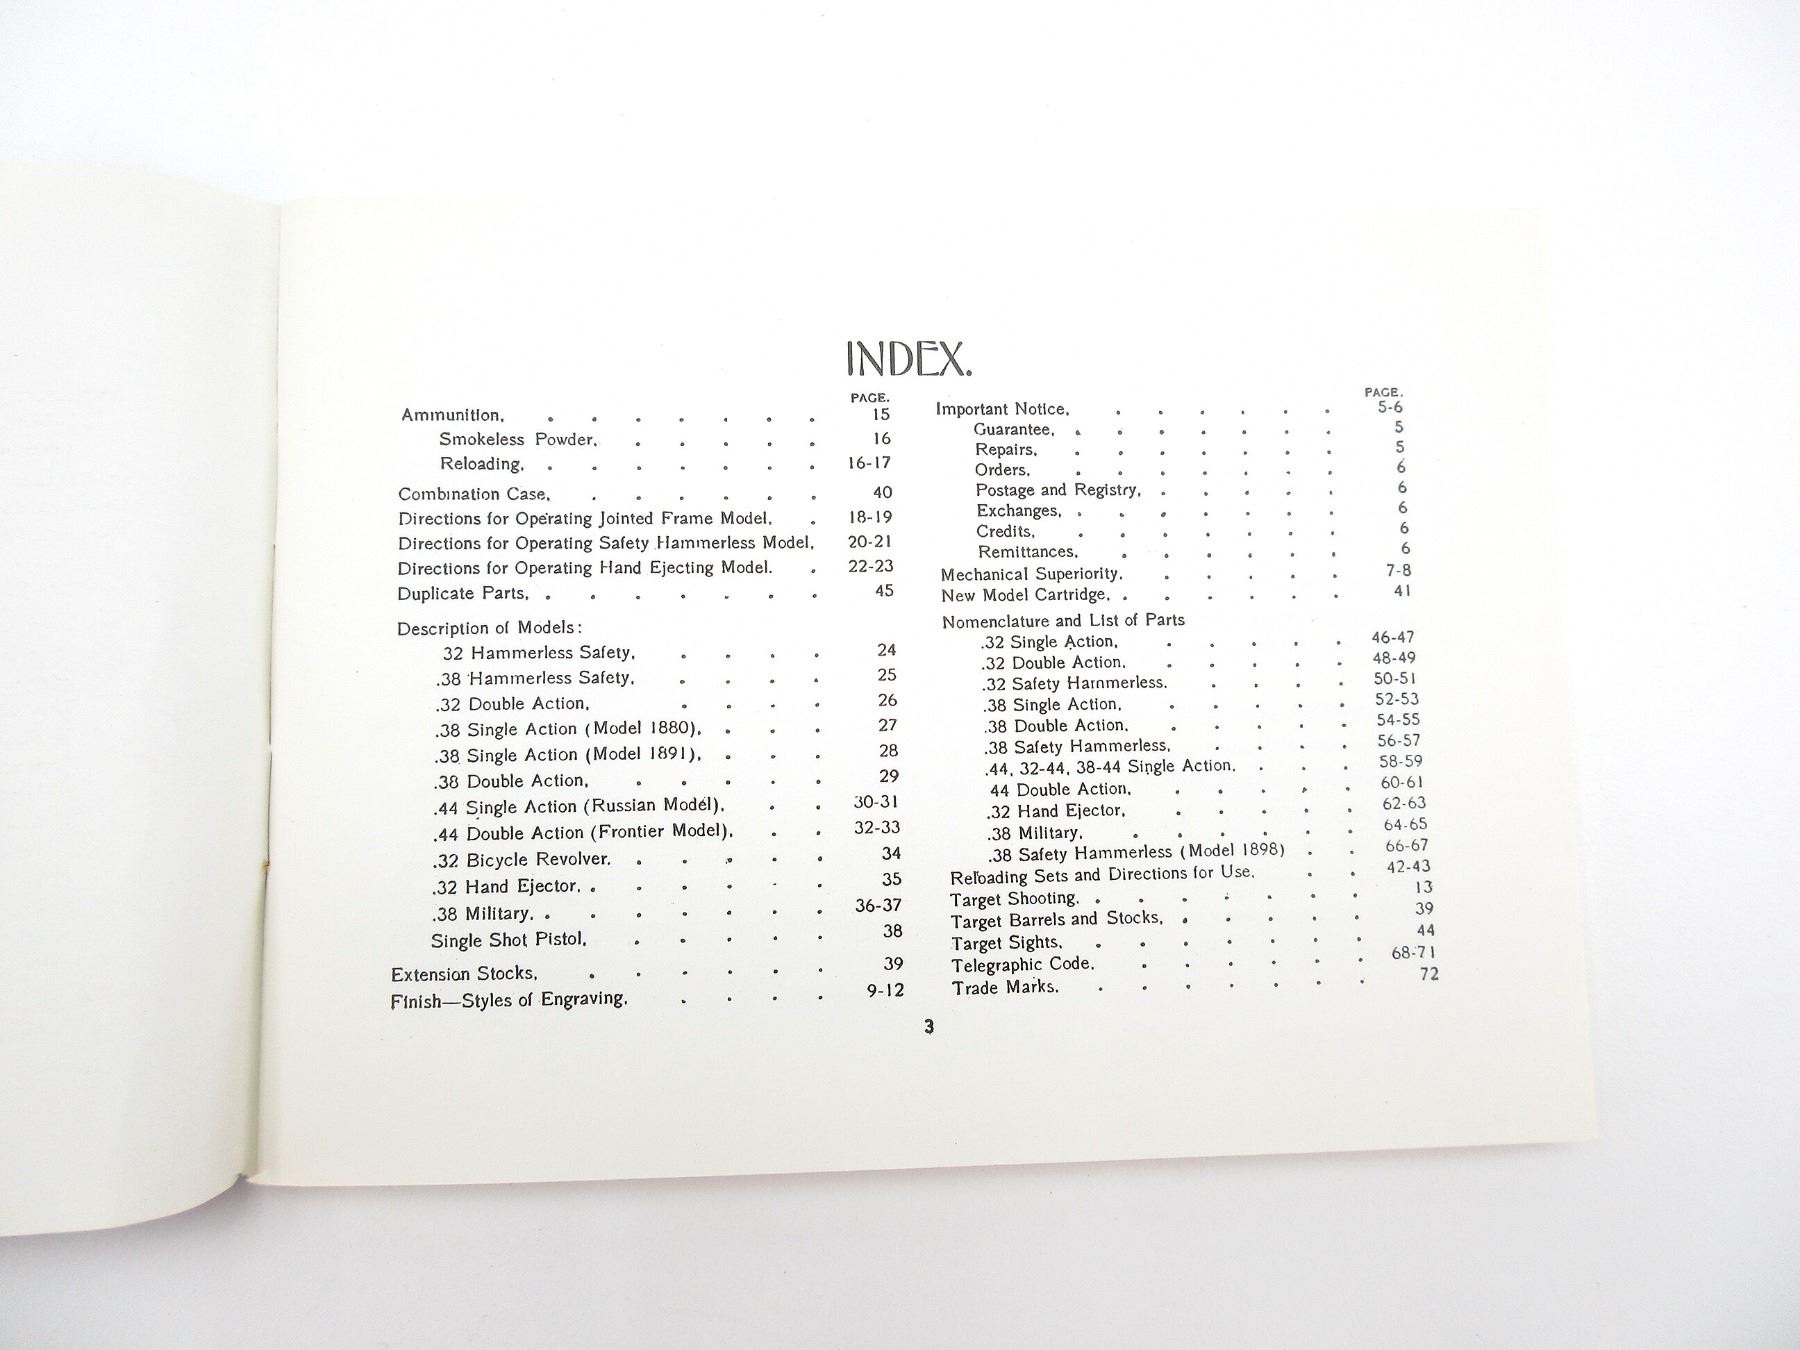 INDEX.
PAGE.
Ammunition, . . . . . . . 15
Smokeless Powder, . . . . . 16
Reloading, . . . . . . . 16-17
Combination Case, . . . . . . 40
Directions for Operating Jointed Frame Model, . 18-19
Directions for Operating Safety Hammerless Model, 20-21
Directions for Operating Hand Ejecting Model. . 22-23
Duplicate Parts, . . . . . . . 45
Description of Models:
32 Hammerless Safety, . . . . 24
.38 Hammerless Safety, . . . . 25
.32 Double Action, . . . . 26
.38 Single Action (Model 1880), . . . 27
.38 Single Action (Model 1891), . . . 28
.38 Double Action, . . . . . 29
.44 Single Action (Russian Model), . . 30-31
.44 Double Action (Frontier Model), . . 32-33
.32 Bicycle Revolver. . . . . . 34
.32 Hand Ejector, . . . . . . 35
.38 Military, . . . . . . . 36-37
Single Shot Pistol, . . . . . 38
Extension Stocks, . . . . . . 39
Finish—Styles of Engraving, . . . . 9-12
PAGE.
Important Notice, . . . . . . 5-6
Guarantee, . . . . . . . 5
Repairs, . . . . . . . 5
Orders, . . . . . . . 6
Postage and Registry, . . . . . 6
Exchanges, . . . . . . . 6
Credits, . . . . . . . 6
Remittances, . . . . . . 6
Mechanical Superiority, . . . . . 7-8
New Model Cartridge, . . . . . . 41
Nomenclature and List of Parts
.32 Single Action, . . . . . 46-47
.32 Double Action, . . . . . 48-49
.32 Safety Hammerless. . . . . 50-51
.38 Single Action, . . . . . 52-53
.38 Double Action, . . . . . 54-55
.38 Safety Hammerless, . . . . 56-57
.44, 32-44, 38-44 Single Action. . . . 58-59
44 Double Action, . . . . . 60-61
.32 Hand Ejector, . . . . . 62-63
.38 Military, . . . . . . 64-65
.38 Safety Hammerless (Model 1898) . . 66-67
Reloading Sets and Directions for Use, . . 42-43
Target Shooting, . . . . . . . 13
Target Barrels and Stocks, . . . . . 39
Target Sights, . . . . . . . 44
Telegraphic Code. . . . . . . 68-71
Trade Marks. . . . . . . . 72
3